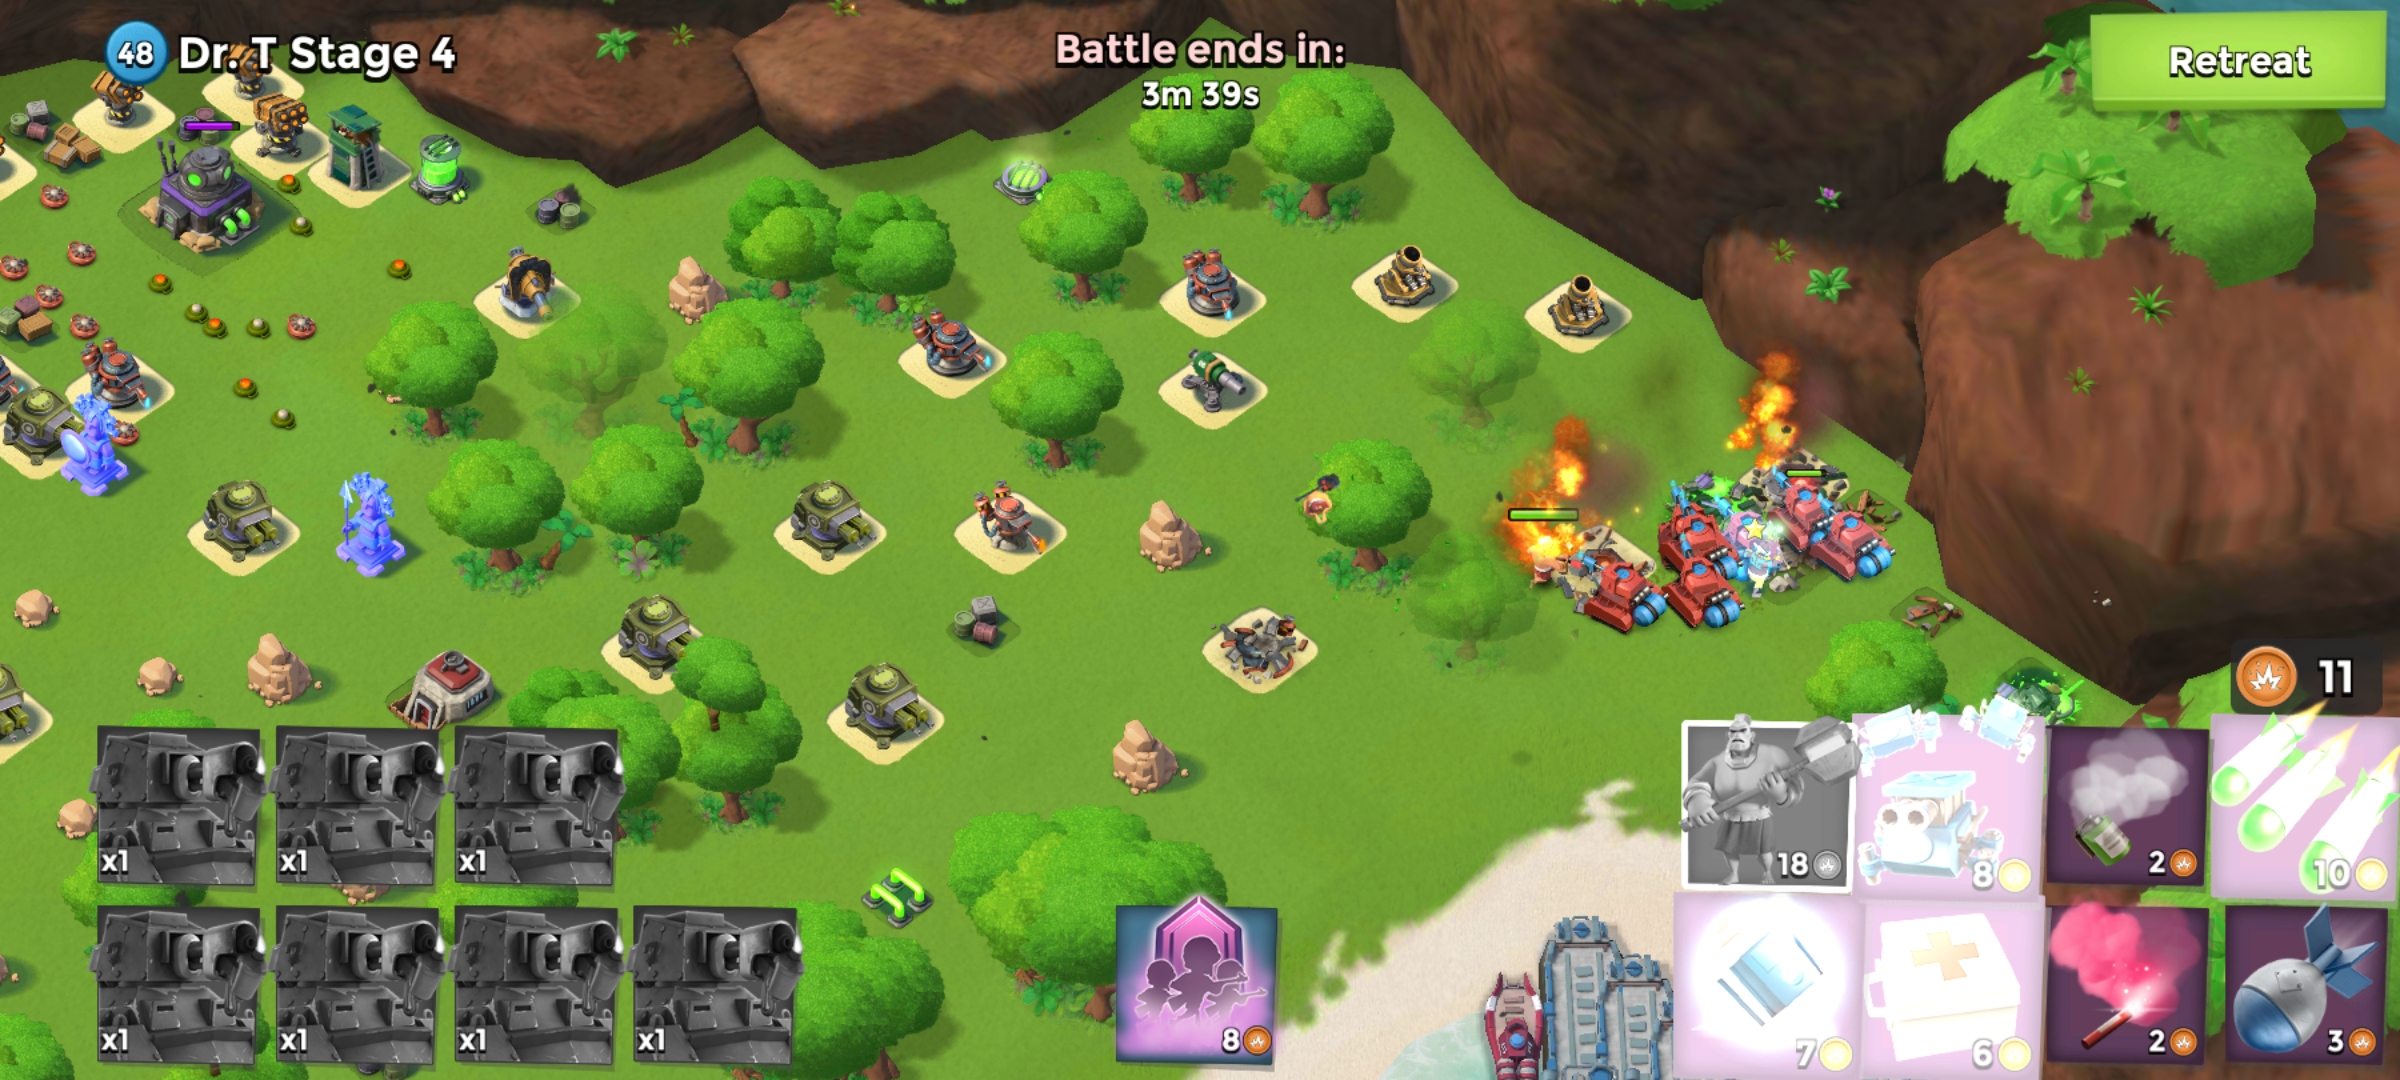 48 Dr. T Stage 4
Battle ends in:
3m 39s
Retreat
11
x1 x1 x1
18 8 2 10
x1 x1 x1 x1
8
7 6 2 3